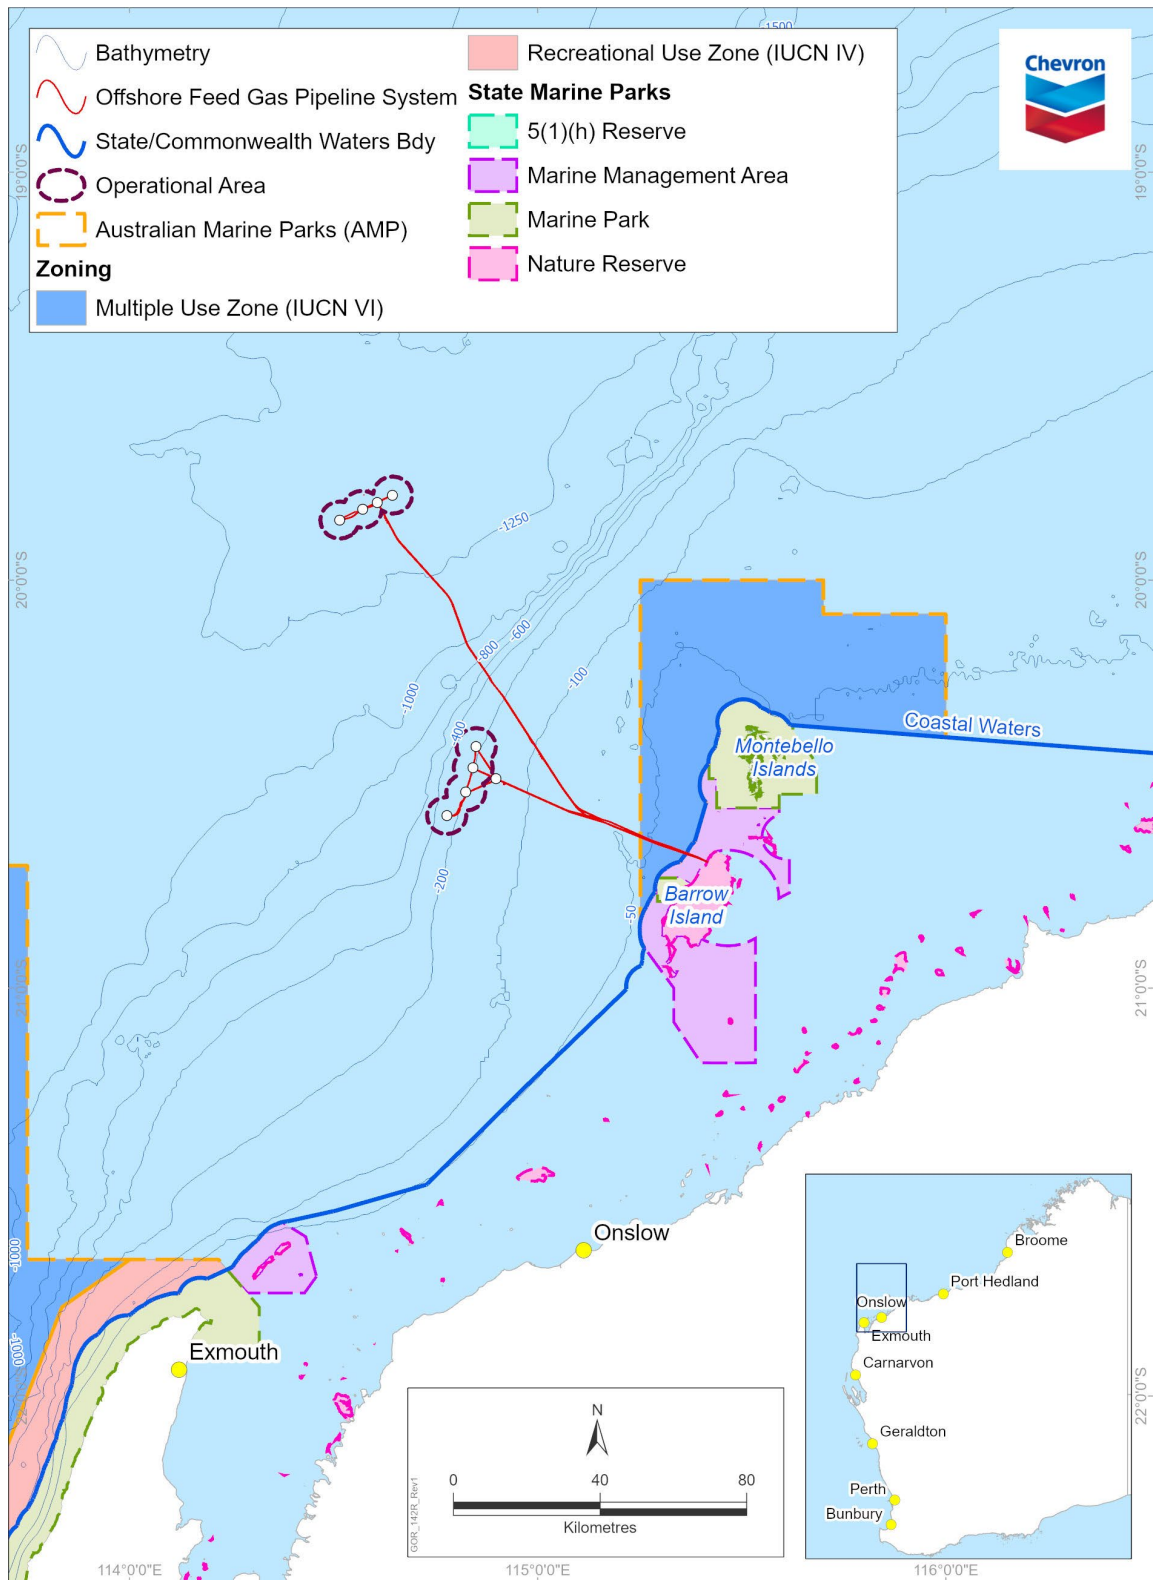 Bathymetry
Offshore Feed Gas Pipeline System
State/Commonwealth Waters Bdy
Operational Area
Australian Marine Parks (AMP)
Zoning
Multiple Use Zone (IUCN VI)
Recreational Use Zone (IUCN IV)
State Marine Parks
5(1)(h) Reserve
Marine Management Area
Marine Park
Nature Reserve
Chevron
-1500
19°0'0"S
19°0'0"S
-1250
20°0'0"S
20°0'0"S
-600
-800
-100
-1000
-400
Coastal Waters
Montebello
Islands
-200
Barrow
Island
-50
21°0'0"S
21°0'0"S
-1000
Onslow
-1000
Exmouth
22°0'0"S
22°0'0"S
Broome
Port Hedland
Onslow
Exmouth
Carnarvon
Geraldton
Perth
Bunbury
N
0
40
80
Kilometres
GOR_142R_Rev1
114°0'0"E
115°0'0"E
116°0'0"E